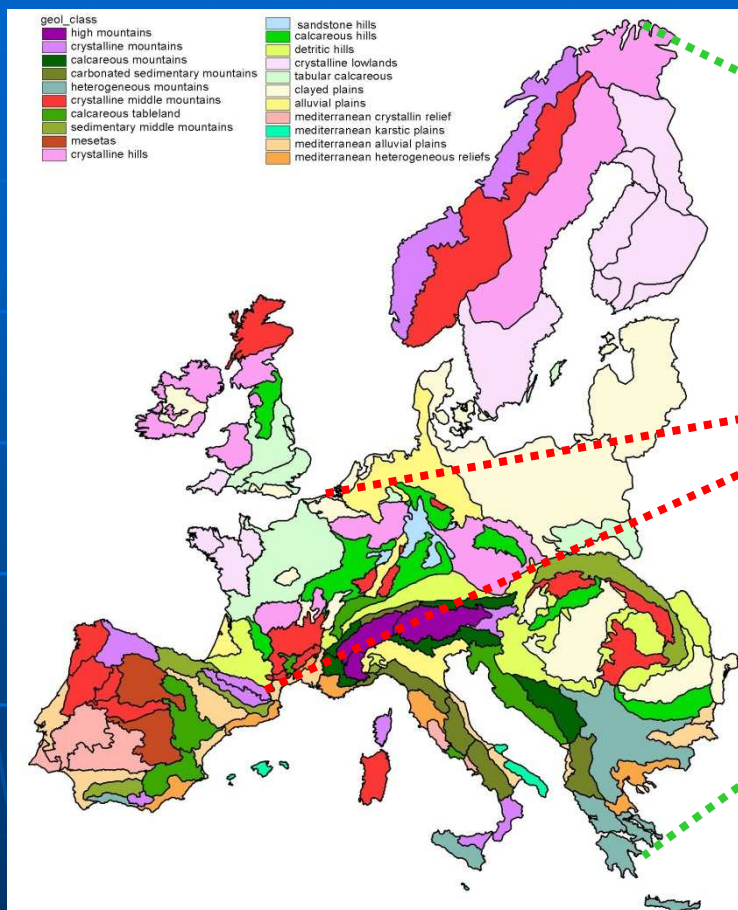 geol_class
high mountains
crystalline mountains
calcareous mountains
carbonated sedimentary mountains
heterogeneous mountains
crystalline middle mountains
calcareous tableland
sedimentary middle mountains
mesetas
crystalline hills
sandstone hills
calcareous hills
detritic hills
crystalline lowlands
tabular calcareous
clayed plains
alluvial plains
mediterranean crystallin relief
mediterranean karstic plains
mediterranean alluvial plains
mediterranean heterogeneous reliefs